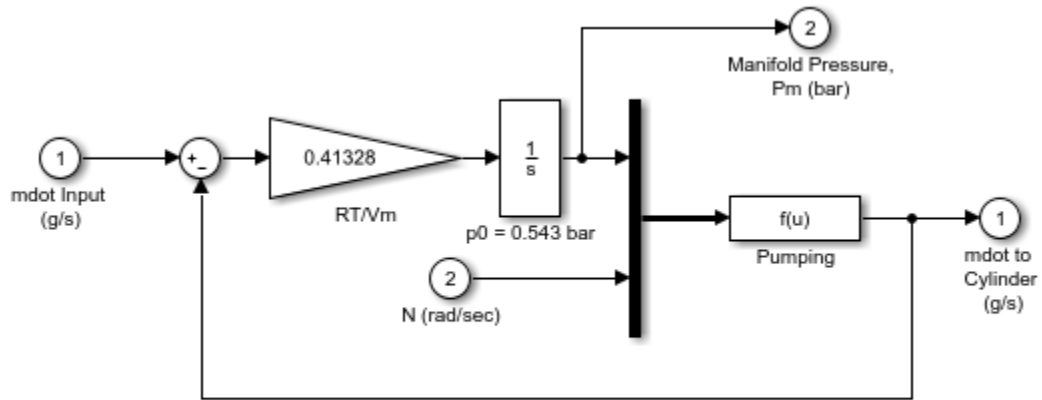 2
Manifold Pressure,
Pm (bar)
1
mdot Input
(g/s)
+
-
0.41328
RT/Vm
1
s
p0 = 0.543 bar
2
N (rad/sec)
f(u)
Pumping
1
mdot to
Cylinder
(g/s)